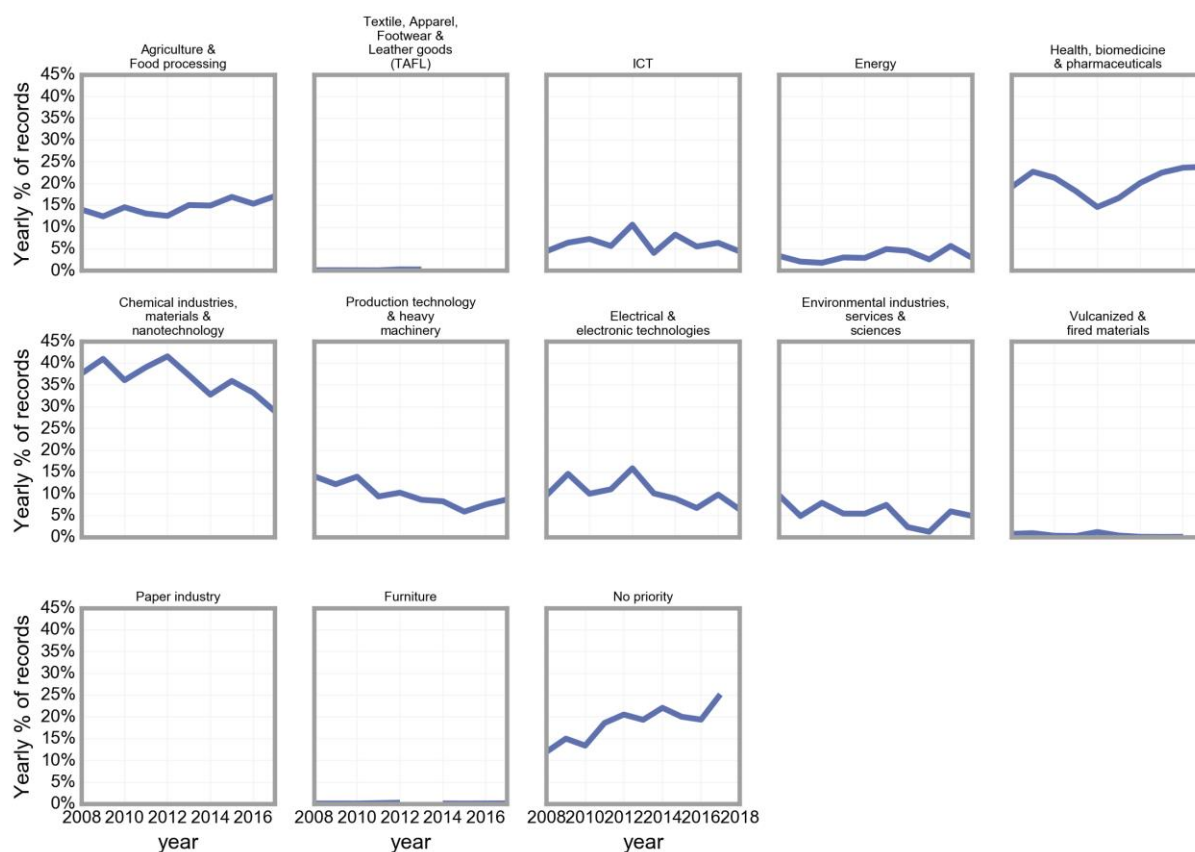 Agriculture &
Food processing
Textile, Apparel,
Footwear &
Leather goods
(TAFL)
ICT
Energy
Health, biomedicine
& pharmaceuticals
Yearly % of records
45%
40%
35%
30%
25%
20%
15%
10%
5%
0%
Chemical industries,
materials &
nanotechnology
Production technology
& heavy
machinery
Electrical &
electronic technologies
Environmental industries,
services &
sciences
Vulcanized &
fired materials
Yearly % of records
45%
40%
35%
30%
25%
20%
15%
10%
5%
0%
Paper industry
Furniture
No priority
Yearly % of records
45%
40%
35%
30%
25%
20%
15%
10%
5%
0%
2008 2010 2012 2014 2016
year
2008 2010 2012 2014 2016
year
2008 2010 2012 2014 2016 2018
year